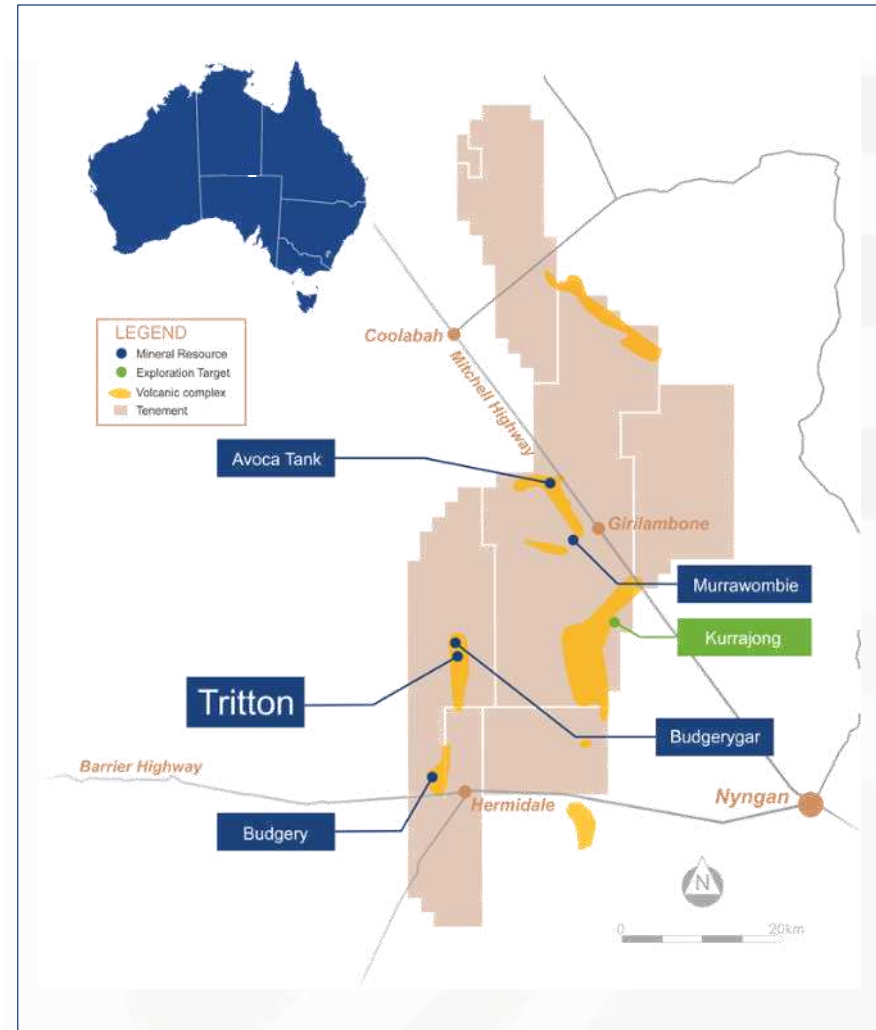 Coolabah
LEGEND
Mineral Resource
Exploration Target
Volcanic complex
Tenement
Mitchell Highway
Avoca Tank
Girilambone
Murrawombie
Kurrajong
Tritton
Budgerygar
Barrier Highway
Nyngan
Hermidale
Budgery
N
0 20km